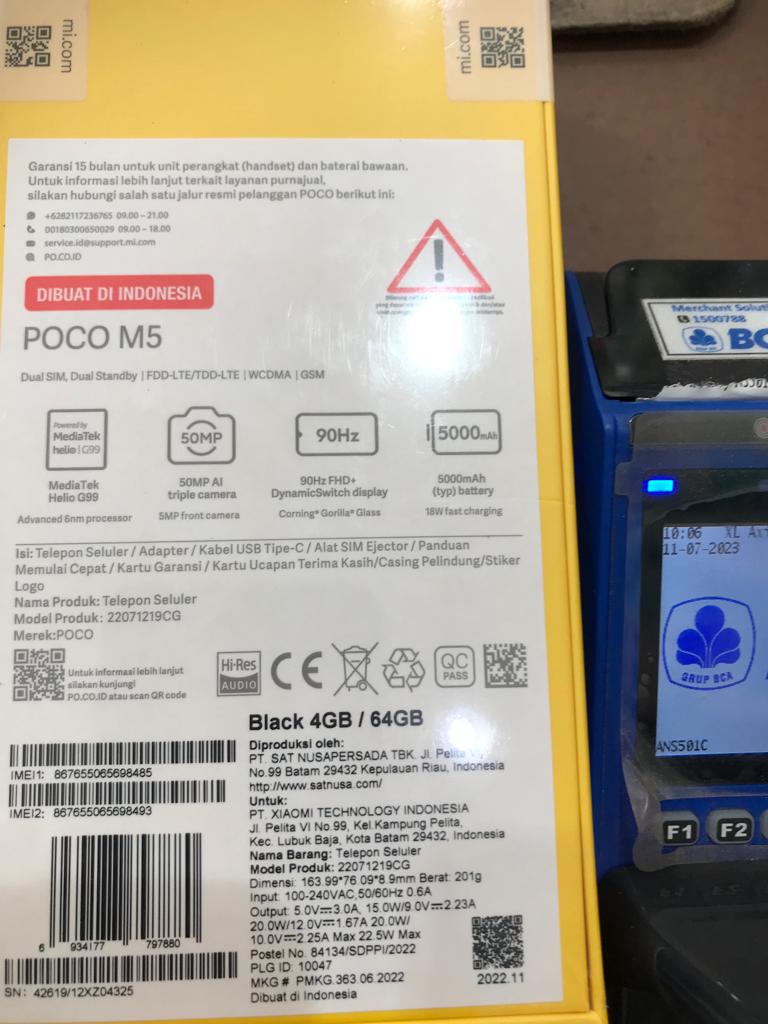 mi.com
mi.com
Garansi 15 bulan untuk unit perangkat (handset) dan baterai bawaan.
Untuk informasi lebih lanjut terkait layanan purnajual,
silakan hubungi salah satu jalur resmi pelanggan POCO berikut ini:
+6282117236765 09.00 – 21.00
00180300650029 09.00 – 18.00
service.id@support.mi.com
PO.CO.ID
DIBUAT DI INDONESIA
POCO M5
Dual SIM, Dual Standby | FDD-LTE/TDD-LTE | WCDMA | GSM
Powered by
MediaTek
helio | G99
50MP
90Hz
5000mAh
MediaTek
Helio G99
50MP AI
triple camera
90Hz FHD+
DynamicSwitch display
5000mAh
(typ) battery
Advanced 6nm processor
5MP front camera
Corning® Gorilla® Glass
18W fast charging
Isi: Telepon Seluler / Adapter / Kabel USB Tipe-C / Alat SIM Ejector / Panduan
Memulai Cepat / Kartu Garansi / Kartu Ucapan Terima Kasih/Casing Pelindung/Stiker
Logo
Nama Produk: Telepon Seluler
Model Produk: 22071219CG
Merek:POCO
Untuk informasi lebih lanjut
silakan kunjungi
PO.CO.ID atau scan QR code
Hi-Res
AUDIO
CE
QC
PASS
Black 4GB / 64GB
Diproduksi oleh:
PT. SAT NUSAPERSADA TBK. Jl. Pelita VI,
No.99 Batam 29432 Kepulauan Riau, Indonesia
http://www.satnusa.com/
Untuk:
PT. XIAOMI TECHNOLOGY INDONESIA
Jl. Pelita VI No.99, Kel.Kampung Pelita,
Kec. Lubuk Baja, Kota Batam 29432, Indonesia
Nama Barang: Telepon Seluler
Model Produk: 22071219CG
Dimensi: 163.99*76.09*8.9mm Berat: 201g
Input: 100-240VAC,50/60Hz 0.6A
Output: 5.0V⎓3.0A, 15.0W/9.0V⎓2.23A
20.0W/12.0V⎓1.67A 20.0W/
10.0V⎓2.25A Max 22.5W Max
Postel No: 84134/SDPPI/2022
PLG ID: 10047
MKG # PMKG.363.06.2022
Dibuat di Indonesia
2022.11
IMEI1: 867655065698485
IMEI2: 867655065698493
6 934177 797880
SN: 42619/12XZ04325
Merchant Solut
1500788
BC
10:06 XL Ax
11-07-2023
GRUP BCA
ANS501C
F1
F2